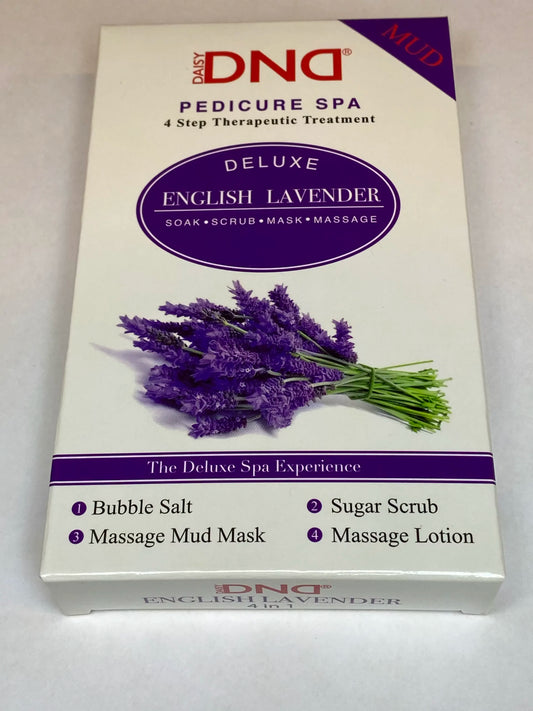 DAISY DND®
MUD
PEDICURE SPA
4 Step Therapeutic Treatment
DELUXE
ENGLISH LAVENDER
SOAK • SCRUB • MASK • MASSAGE
The Deluxe Spa Experience
1 Bubble Salt
2 Sugar Scrub
3 Massage Mud Mask
4 Massage Lotion
DAISY DND®
ENGLISH LAVENDER
4 in 1